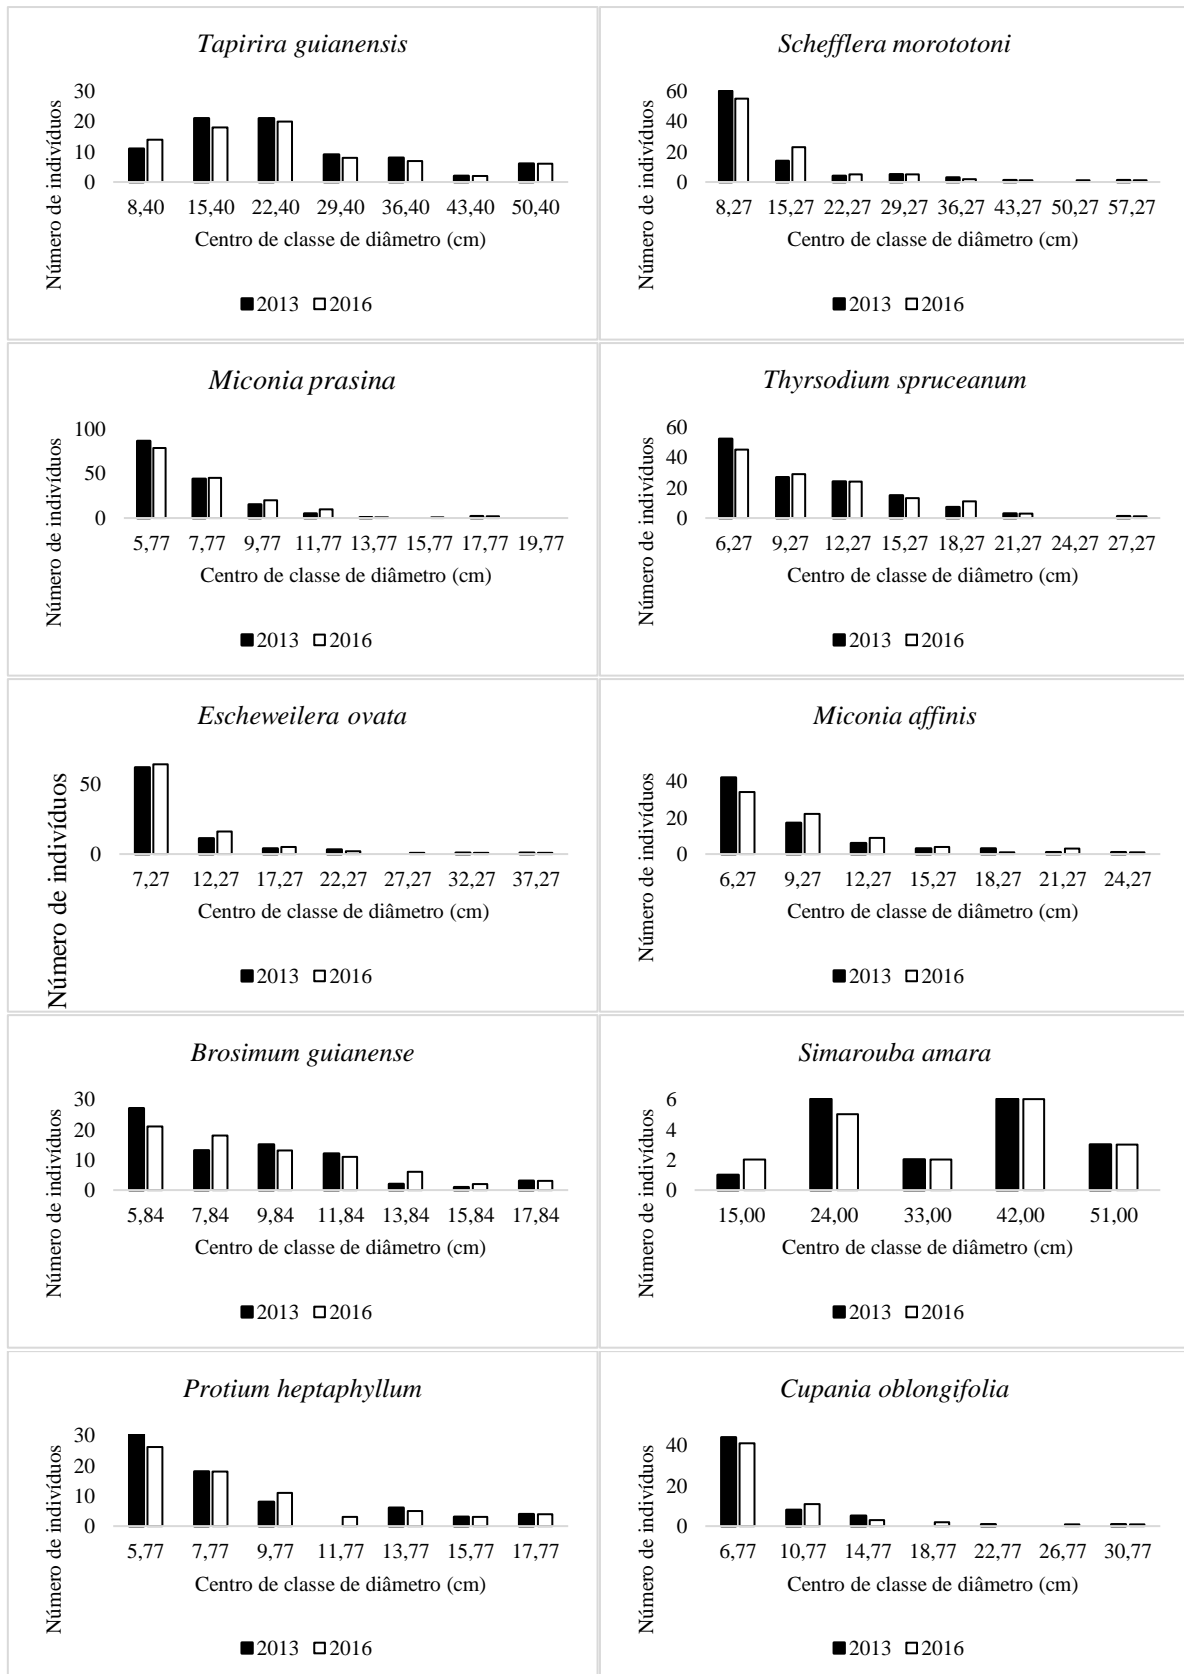 Tapirira guianensis
Número de indivíduos
30
20
10
0
8,40 15,40 22,40 29,40 36,40 43,40 50,40
Centro de classe de diâmetro (cm)
2013 2016
Schefflera morototoni
Número de indivíduos
60
40
20
0
8,27 15,27 22,27 29,27 36,27 43,27 50,27 57,27
Centro de classe de diâmetro (cm)
2013 2016
Miconia prasina
Número de indivíduos
100
50
0
5,77 7,77 9,77 11,77 13,77 15,77 17,77 19,77
Centro de classe de diâmetro (cm)
2013 2016
Thyrsodium spruceanum
Número de indivíduos
60
40
20
0
6,27 9,27 12,27 15,27 18,27 21,27 24,27 27,27
Centro de classe de diâmetro (cm)
2013 2016
Escheweilera ovata
Número de indivíduos
50
0
7,27 12,27 17,27 22,27 27,27 32,27 37,27
Centro de classe de diâmetro (cm)
2013 2016
Miconia affinis
Número de indivíduos
40
20
0
6,27 9,27 12,27 15,27 18,27 21,27 24,27
Centro de classe de diâmetro (cm)
2013 2016
Brosimum guianense
Número de indivíduos
30
20
10
0
5,84 7,84 9,84 11,84 13,84 15,84 17,84
Centro de classe de diâmetro (cm)
2013 2016
Simarouba amara
Número de indivíduos
6
4
2
0
15,00 24,00 33,00 42,00 51,00
Centro de classe de diâmetro (cm)
2013 2016
Protium heptaphyllum
Número de indivíduos
30
20
10
0
5,77 7,77 9,77 11,77 13,77 15,77 17,77
Centro de classe de diâmetro (cm)
2013 2016
Cupania oblongifolia
Número de indivíduos
40
20
0
6,77 10,77 14,77 18,77 22,77 26,77 30,77
Centro de classe de diâmetro (cm)
2013 2016